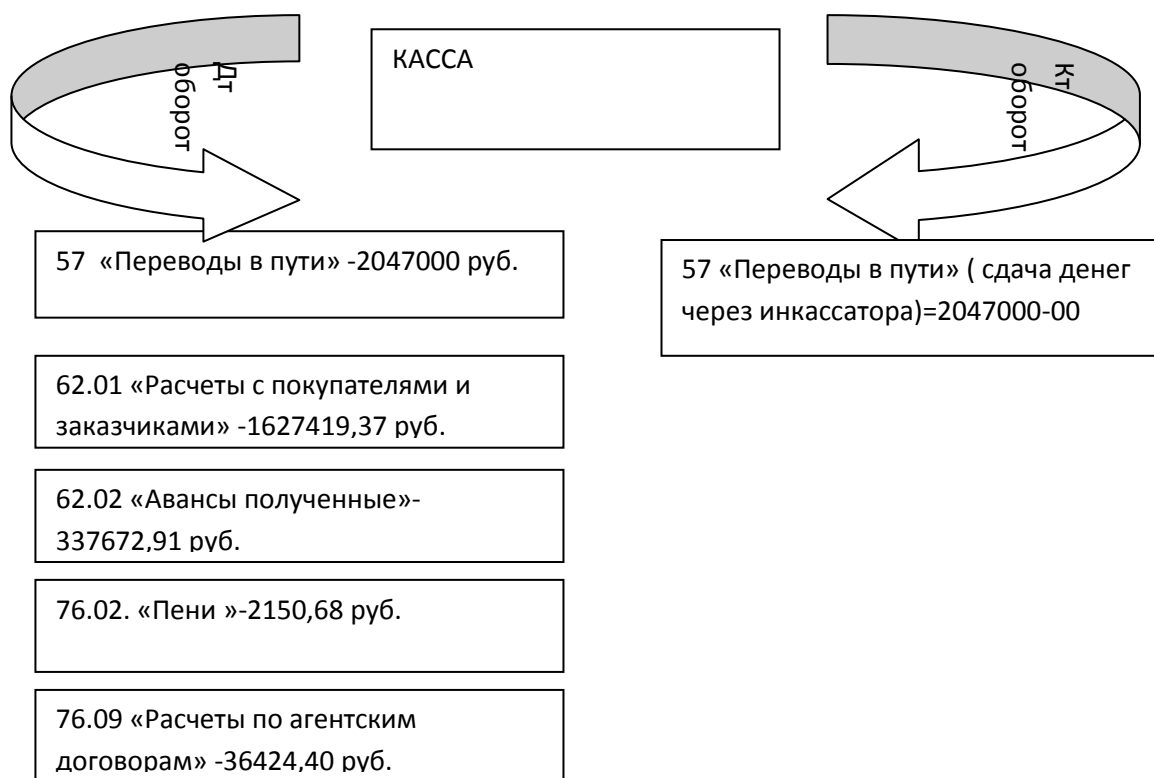 Дт
оборот
КАССА
Кт
оборот
57 «Переводы в пути» -2047000 руб.
57 «Переводы в пути» ( сдача денег
через инкассатора)=2047000-00
62.01 «Расчеты с покупателями и
заказчиками» -1627419,37 руб.
62.02 «Авансы полученные»-
337672,91 руб.
76.02. «Пени »-2150,68 руб.
76.09 «Расчеты по агентским
договорам» -36424,40 руб.